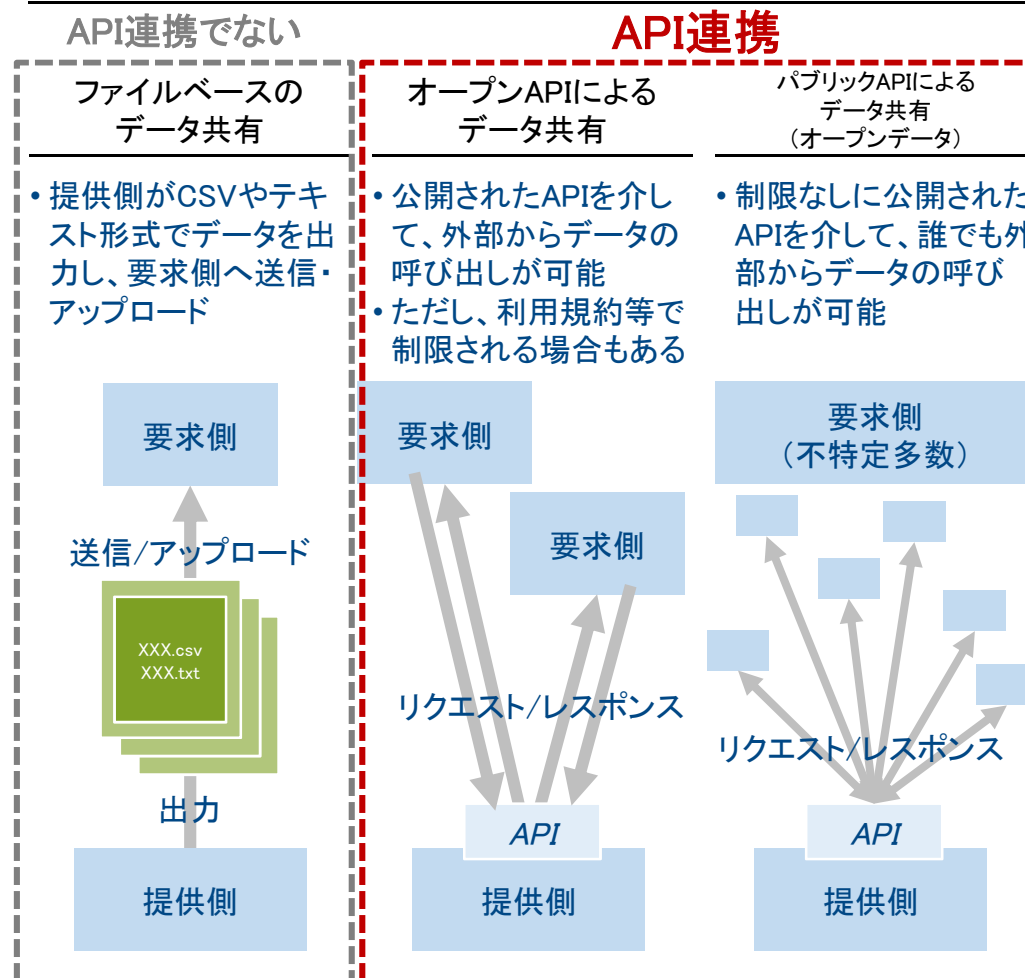 API連携でない
API連携
ファイルベースの
データ共有
・提供側がCSVやテキ
スト形式でデータを出
力し、要求側へ送信・
アップロード
要求側
送信/アップロード
XXX.csv
XXX.txt
出力
提供側
オープンAPIによる
データ共有
・公開されたAPIを介し
て、外部からデータの
呼び出しが可能
・ただし、利用規約等で
制限される場合もある
要求側
要求側
リクエスト/レスポンス
API
提供側
パブリックAPIによる
データ共有
（オープンデータ）
・制限なしに公開された
APIを介して、誰でも外
部からデータの呼び
出しが可能
要求側
（不特定多数）
リクエスト/レスポンス
API
提供側